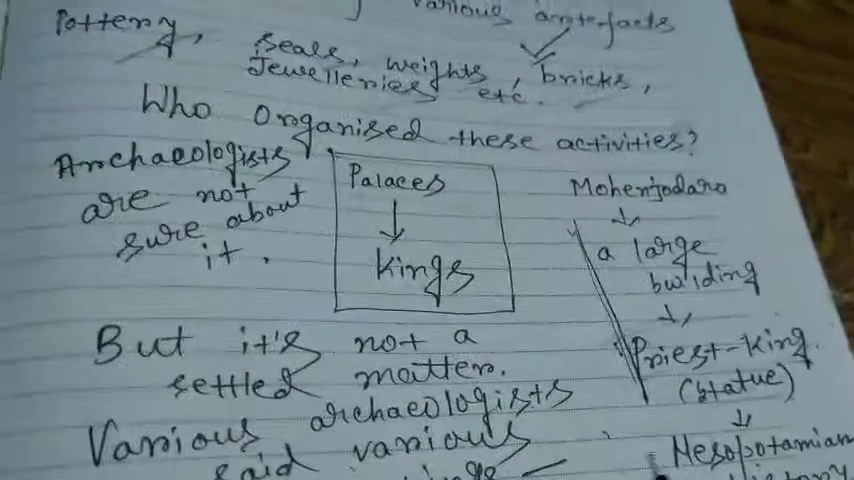 various artefacts
Pottery, seals, weights, bricks,
Jewelleries etc.
Who organised these activities?
Archaeologists
are not
sure about
it.
Palaces
↓
Kings
Mohenjodaro
↓
a large
building
↓
Priest-King
(statue)
↓
Mesopotamian
But it's not a
settled matter.
Various archaeologists
said various